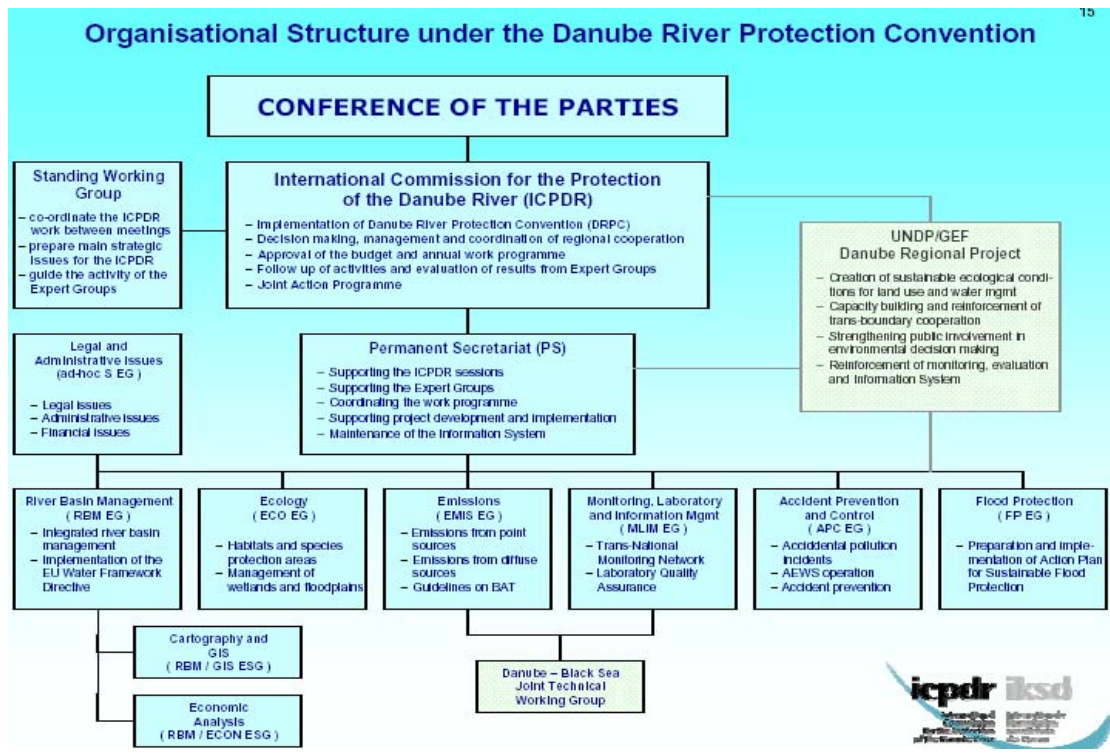 15
Organisational Structure under the Danube River Protection Convention
CONFERENCE OF THE PARTIES
Standing Working
Group
– co-ordinate the ICPDR
work between meetings
– prepare main strategic
issues for the ICPDR
– guide the activity of the
Expert Groups
International Commission for the Protection
of the Danube River (ICPDR)
– Implementation of Danube River Protection Convention (DRPC)
– Decision making, management and coordination of regional cooperation
– Approval of the budget and annual work programme
– Follow up of activities and evaluation of results from Expert Groups
– Joint Action Programme
UNDP/GEF
Danube Regional Project
– Creation of sustainable ecological condi-
tions for land use and water mgmt
– Capacity building and reinforcement of
trans-boundary cooperation
– Strengthening public involvement in
environmental decision making
– Reinforcement of monitoring, evaluation
and Information System
Legal and
Administrative Issues
(ad-hoc S EG )
– Legal issues
– Administrative issues
– Financial issues
Permanent Secretariat (PS)
– Supporting the ICPDR sessions
– Supporting the Expert Groups
– Coordinating the work programme
– Supporting project development and implementation
– Maintenance of the Information System
River Basin Management
( RBM EG )
– Integrated river basin
management
– Implementation of the
EU Water Framework
Directive
Ecology
( ECO EG )
– Habitats and species
protection areas
– Management of
wetlands and floodplains
Emissions
( EMIS EG )
– Emissions from point
sources
– Emissions from diffuse
sources
– Guidelines on BAT
Monitoring, Laboratory
and Information Mgmt
( MLIM EG )
– Trans-National
Monitoring Network
– Laboratory Quality
Assurance
Accident Prevention
and Control
( APC EG )
– Accidental pollution
incidents
– AEWS operation
– Accident prevention
Flood Protection
( FP EG )
– Preparation and imple-
mentation of Action Plan
for Sustainable Flood
Protection
Cartography and
GIS
( RBM / GIS ESG )
Economic
Analysis
( RBM / ECON ESG )
Danube – Black Sea
Joint Technical
Working Group
icpdr iksd